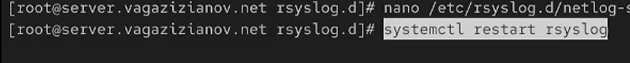 [root@server.vagazizianov.net rsyslog.d]# nano /etc/rsyslog.d/netlog-s
[root@server.vagazizianov.net rsyslog.d]# systemctl restart rsyslog